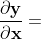 ∂𝐲/∂𝐱 =